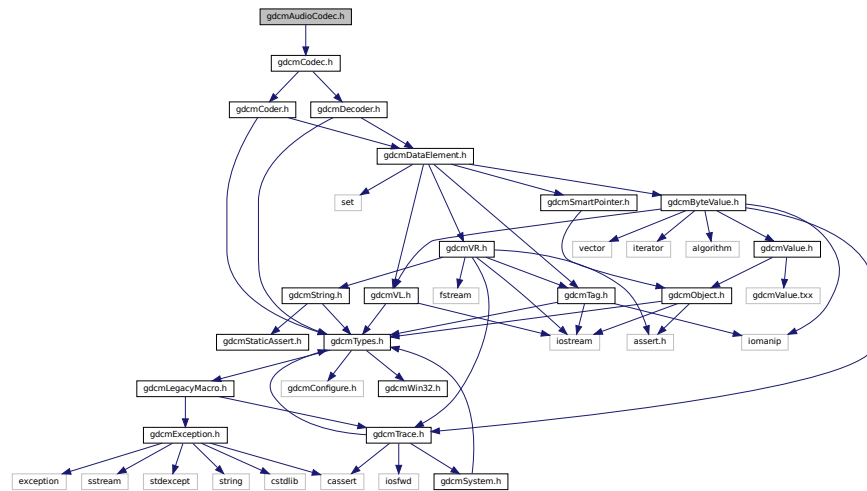 gdcmAudioCodec.h
gdcmCodec.h
gdcmCoder.h
gdcmDecoder.h
gdcmDataElement.h
set
gdcmSmartPointer.h
gdcmByteValue.h
gdcmVR.h
vector
iterator
algorithm
gdcmValue.h
gdcmString.h
gdcmVL.h
fstream
gdcmTag.h
gdcmObject.h
gdcmValue.txx
gdcmStaticAssert.h
gdcmTypes.h
iostream
assert.h
iomanip
gdcmLegacyMacro.h
gdcmConfigure.h
gdcmWin32.h
gdcmException.h
gdcmTrace.h
exception
sstream
stdexcept
string
cstdlib
cassert
iosfwd
gdcmSystem.h